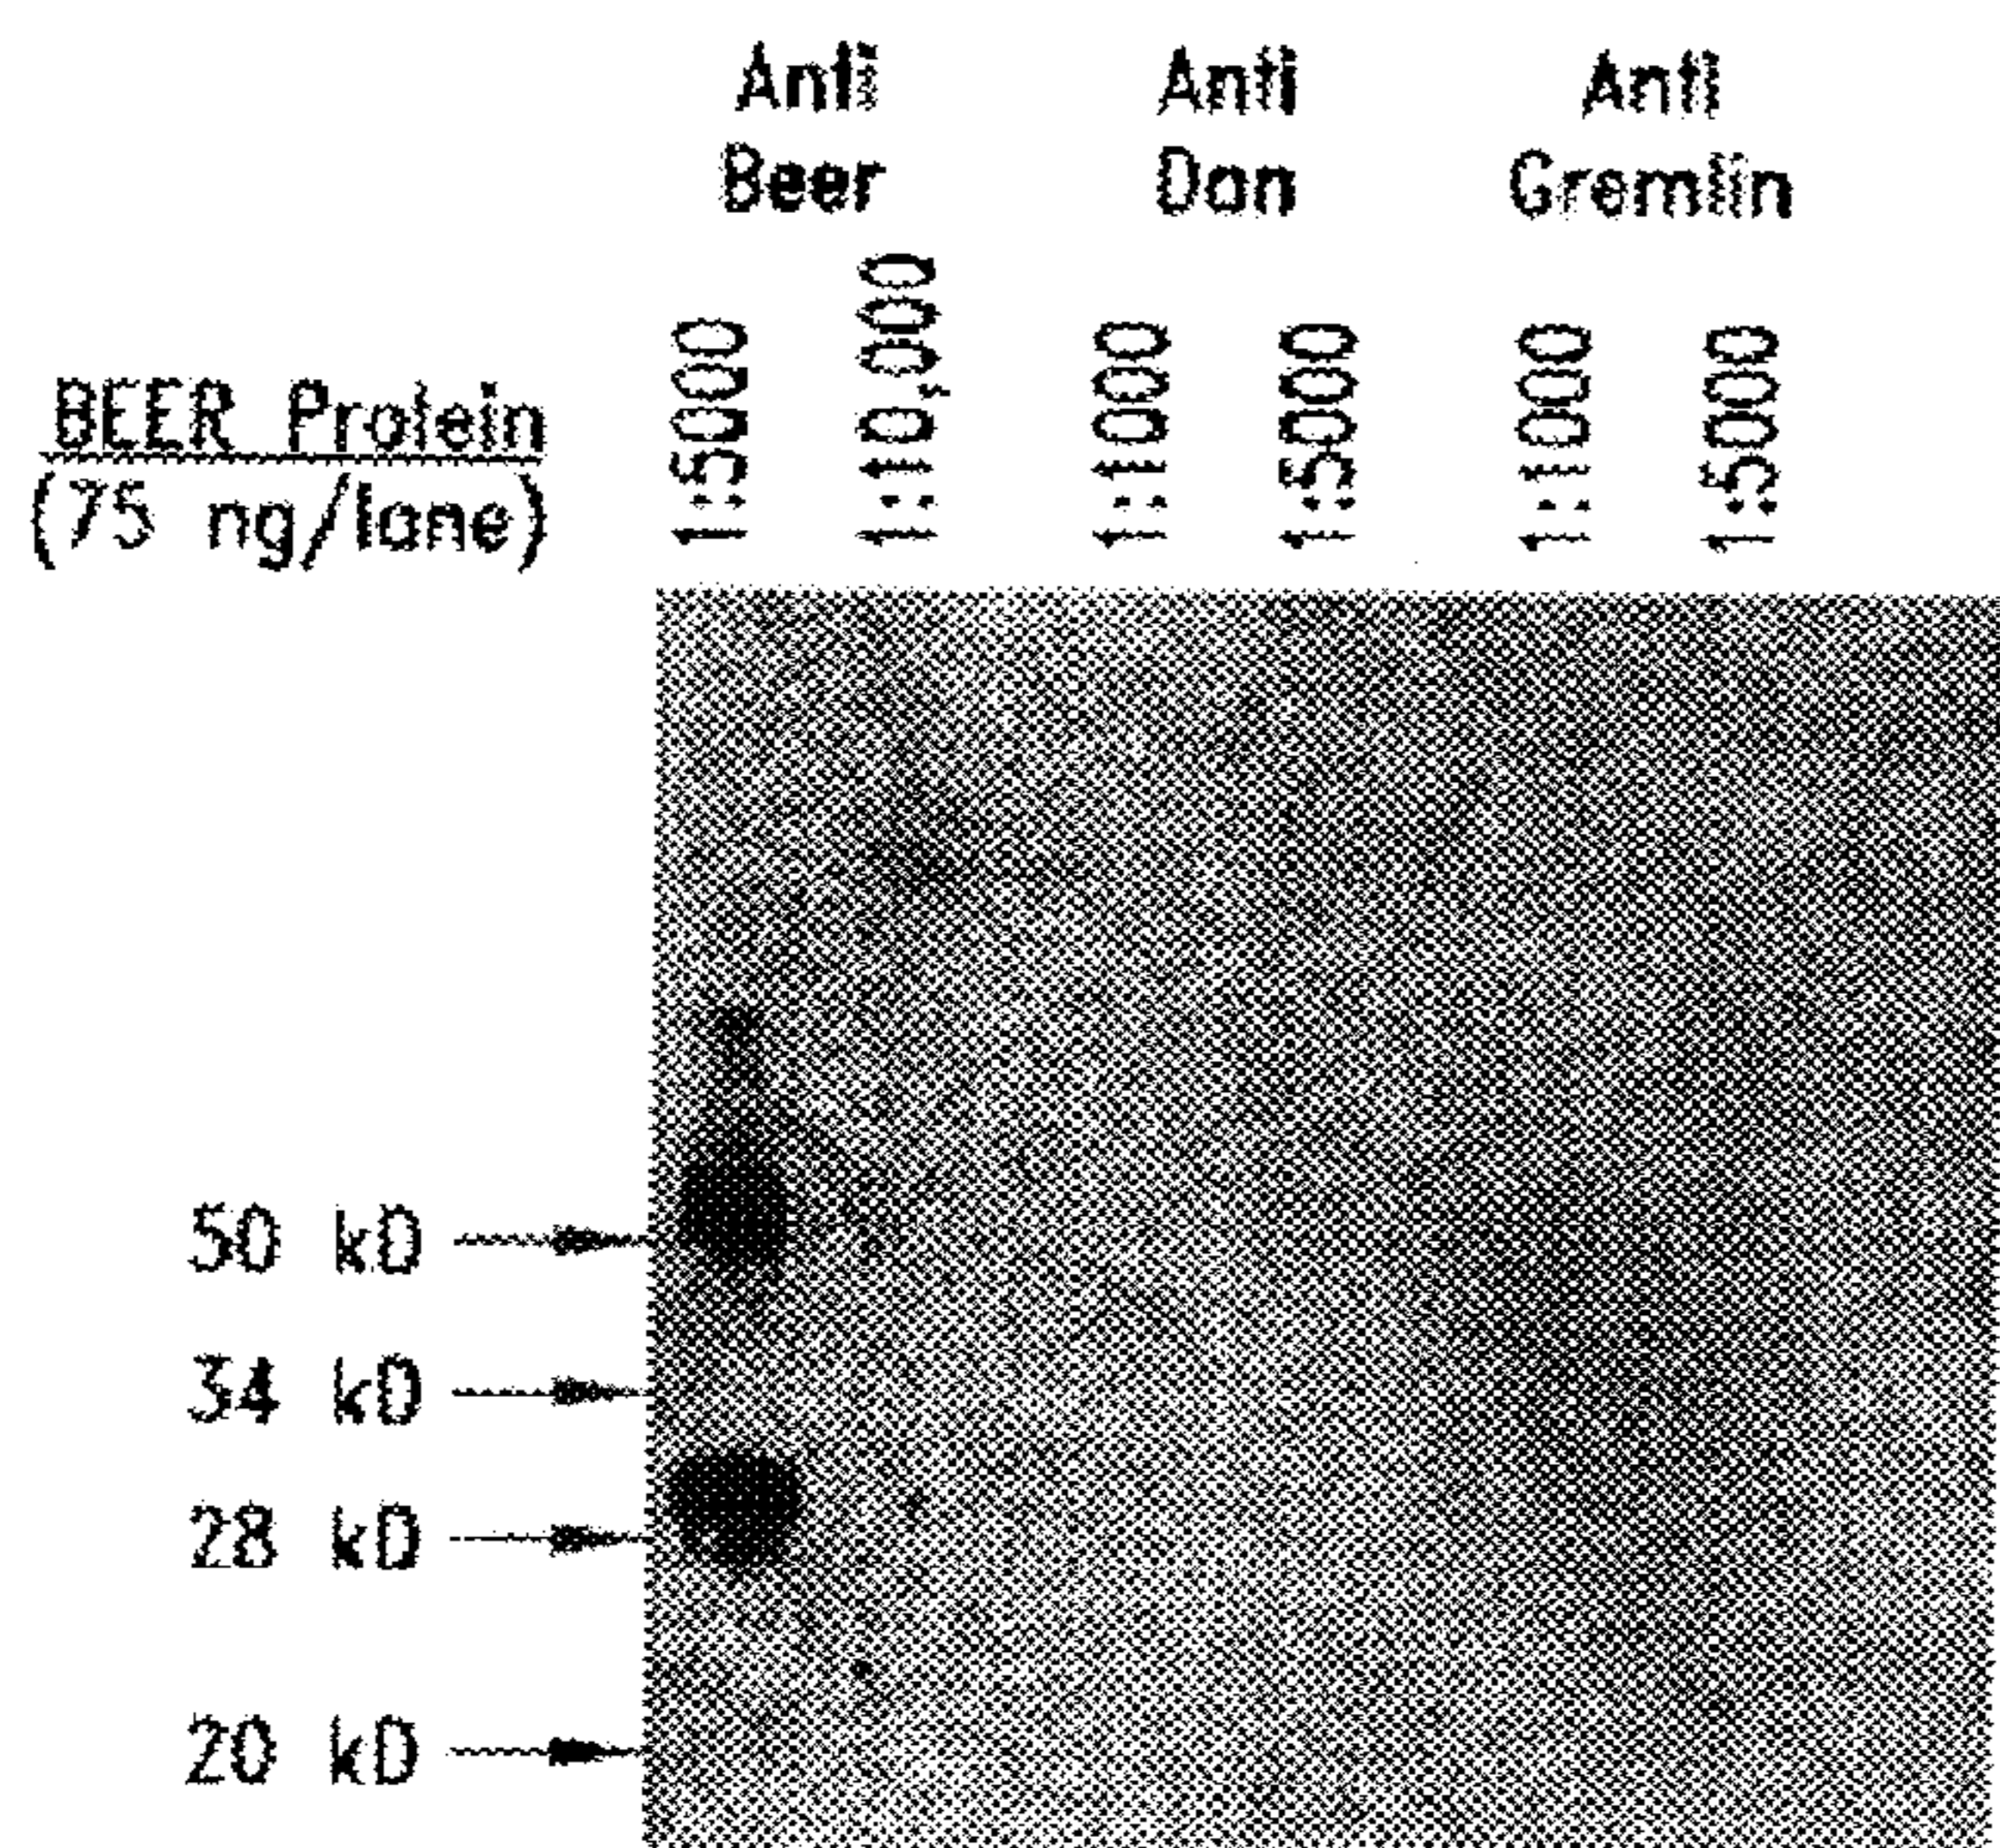 Anti Anti Anti
Beer Dan Gremlin
1:5000 1:10,000 1:1000 1:5000 1:1000 1:5000
BEER Protein
(75 ng/lane)
50 kD
34 kD
28 kD
20 kD